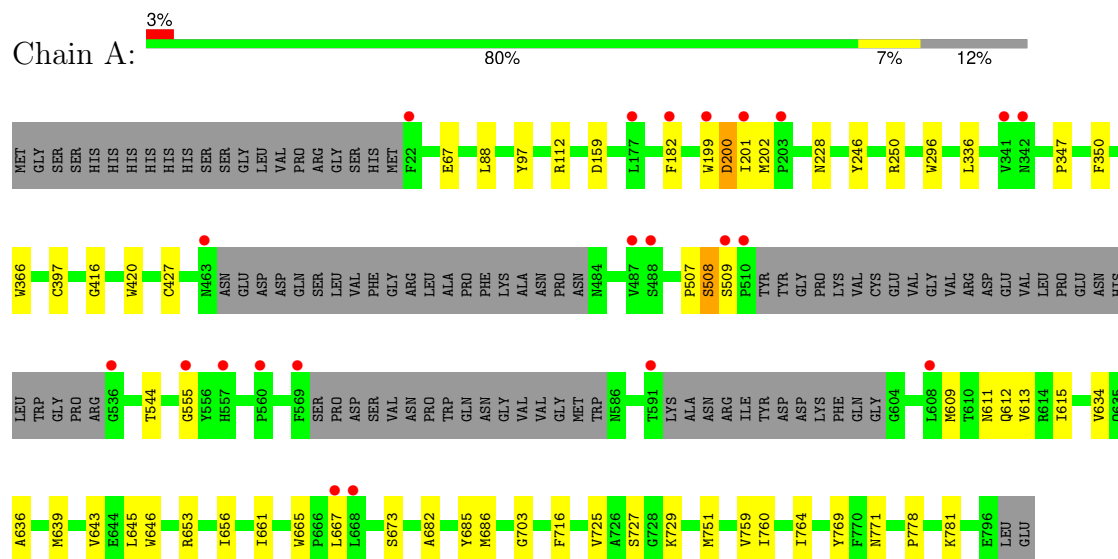 3%
Chain A:
80% 7% 12%
MET GLY SER SER HIS HIS HIS HIS HIS HIS SER SER GLY LEU VAL PRO ARG GLY SER HIS MET F22 E67 L88 Y97 R112 D159 L177 F182 W199 D200 I201 M202 P203 N228 Y246 R250 W296 L336 V341 N342 P347 F350
W366 C397 G416 W420 C427 N463 ASN GLU ASP ASP GLN SER LEU VAL PHE GLY ARG LEU ALA PRO PHE LYS ALA ASN PRO ASN N484 V487 S488 P507 S508 S509 P510 TYR TYR GLY PRO LYS VAL CYS GLU VAL GLY VAL ARG ASP GLU VAL LEU PRO GLU ASN HIS
LEU TRP GLY PRO ARG G536 T544 G555 Y556 H557 P560 F569 SER PRO ASP SER VAL ASN PRO TRP GLN ASN GLY VAL VAL GLY MET TRP N586 T591 LYS ALA ASN ARG ILE TYR ASP ASP LYS PHE GLN GLY G604 L608 M609 T610 N611 Q612 V613 R614 I615 V634 Q635
A636 M639 V643 E644 L645 W646 R653 I656 I661 W665 P666 L667 L668 S673 A682 Y685 M686 G703 F716 V725 A726 S727 G728 K729 M751 V759 I760 I764 Y769 F770 N771 P778 K781 E796 LEU GLU